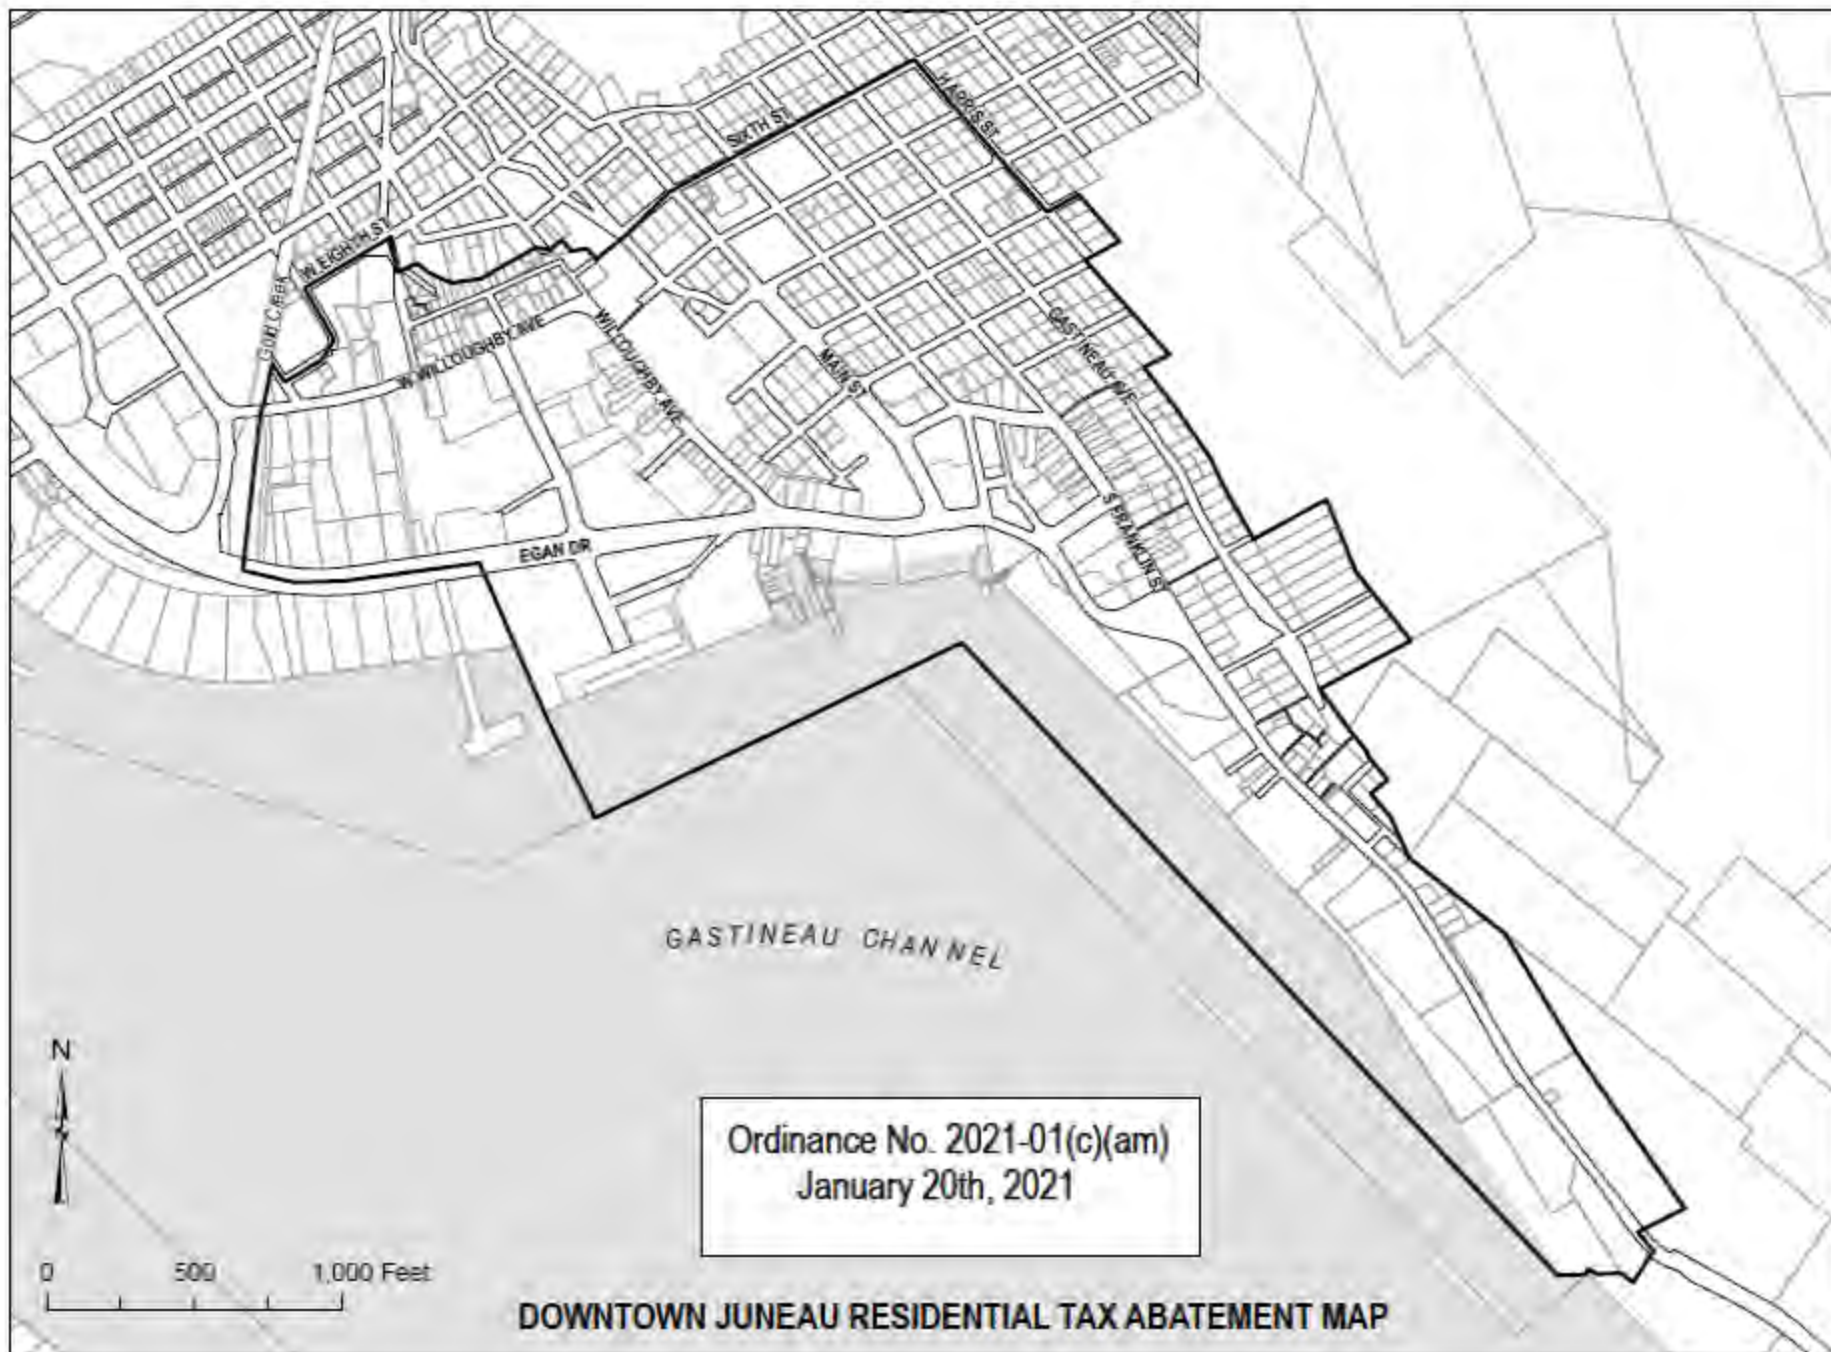 SIXTH ST
HARRIS ST
W EIGHTH ST
Gold Creek
W WILLOUGHBY AVE
WILLOUGHBY AVE
MAIN ST
GASTINEAU AVE
S FRANKLIN ST
EGAN DR
GASTINEAU CHANNEL
N
Ordinance No. 2021-01(c)(am)
January 20th, 2021
0 500 1,000 Feet
DOWNTOWN JUNEAU RESIDENTIAL TAX ABATEMENT MAP